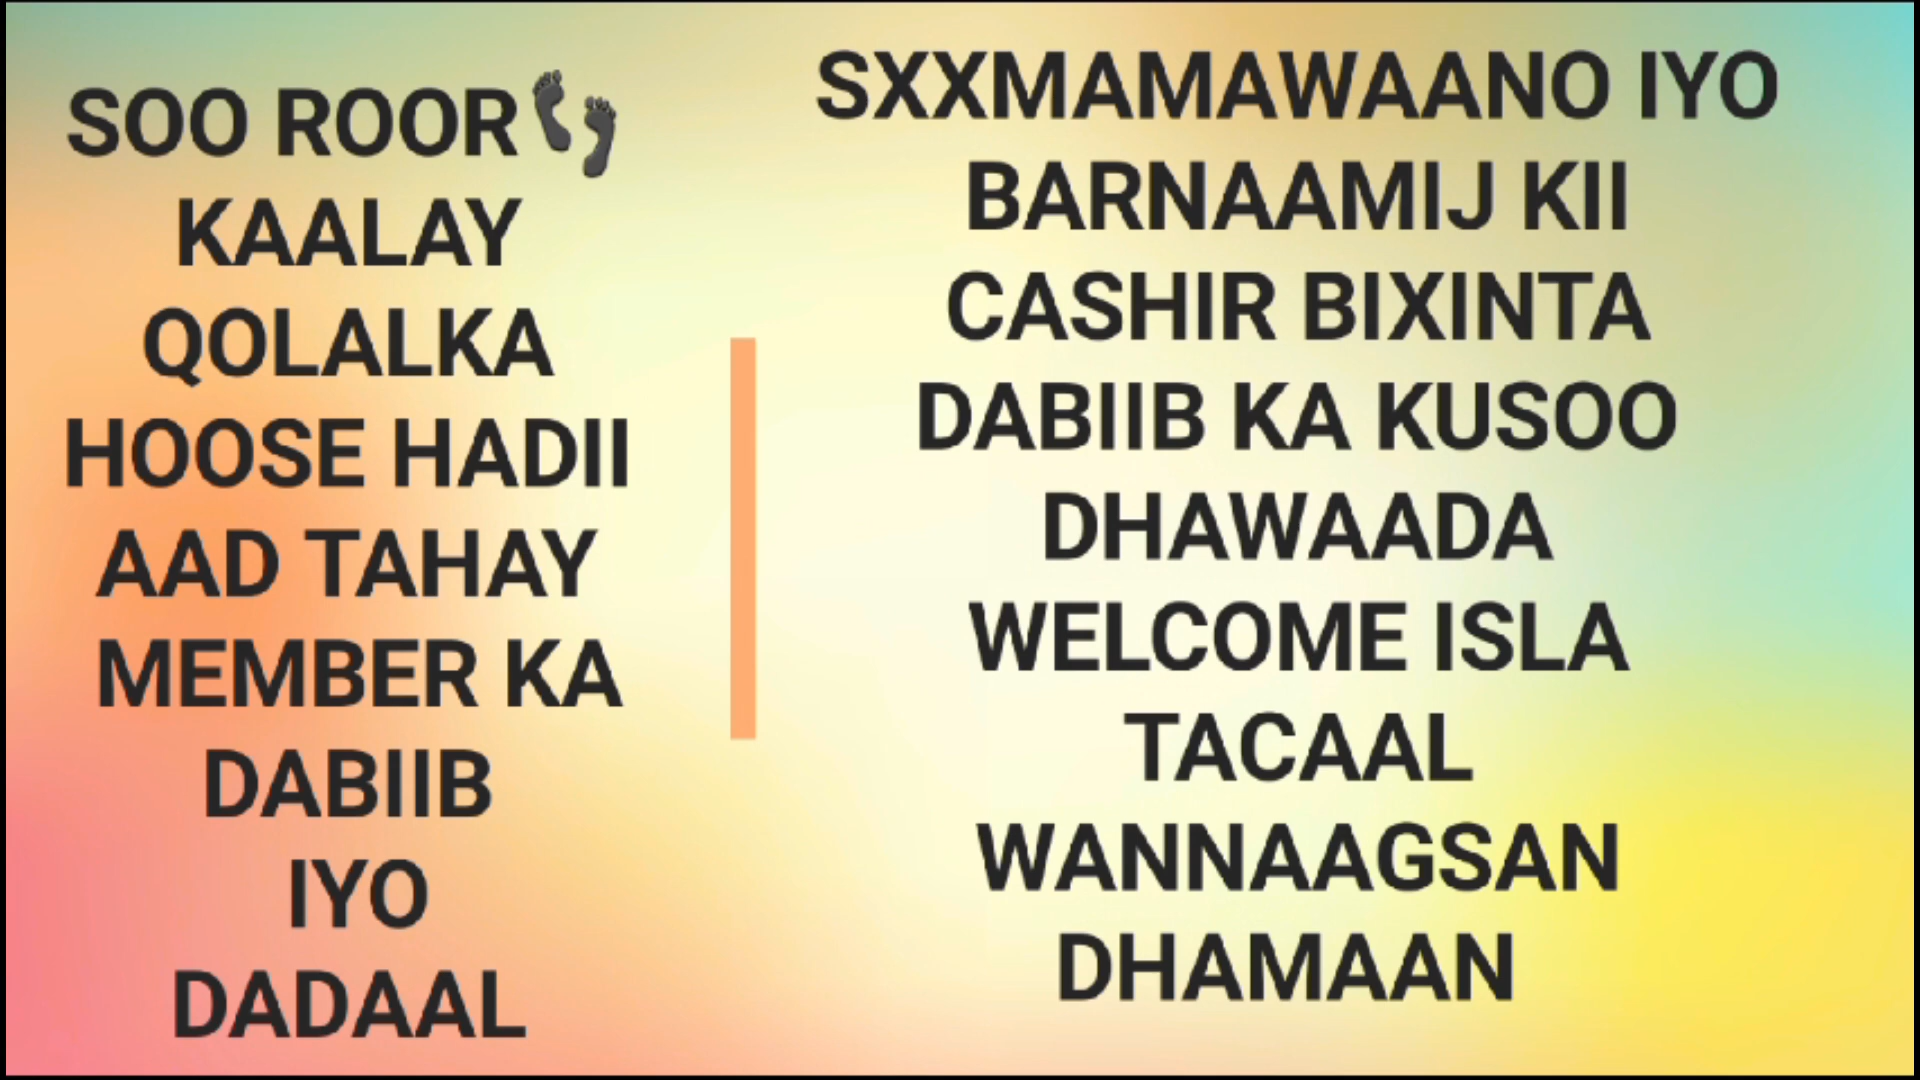 SOO ROOR👣
KAALAY
QOLALKA
HOOSE HADII
AAD TAHAY
MEMBER KA
DABIIB
IYO
DADAAL
SXXMAMAWAANO IYO
BARNAAMIJ KII
CASHIR BIXINTA
DABIIB KA KUSOO
DHAWAADA
WELCOME ISLA
TACAAL
WANNAAGSAN
DHAMAAN